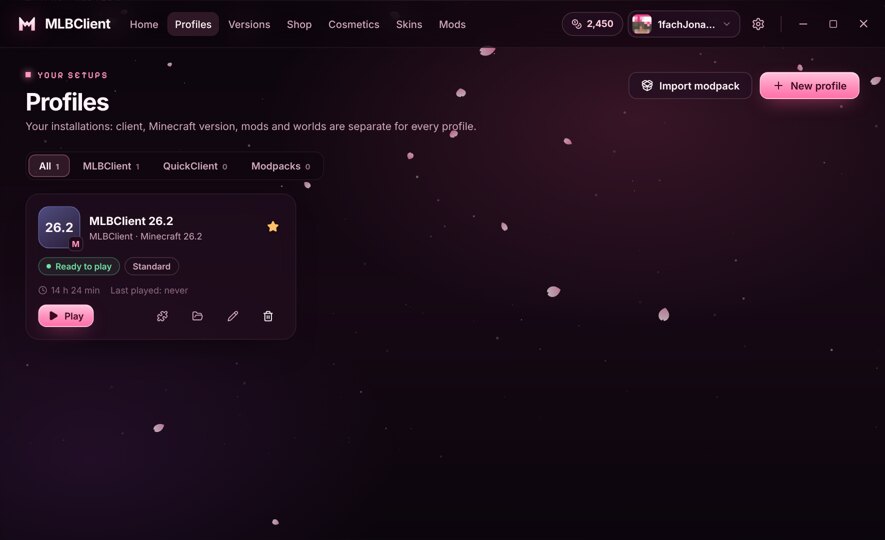 MLBClient Home Profiles Versions Shop Cosmetics Skins Mods 2,450 1fachJona...
YOUR SETUPS
Profiles
Your installations: client, Minecraft version, mods and worlds are separate for every profile.
Import modpack New profile
All 1 MLBClient 1 QuickClient 0 Modpacks 0
26.2 M
MLBClient 26.2
MLBClient · Minecraft 26.2
Ready to play Standard
14 h 24 min Last played: never
Play